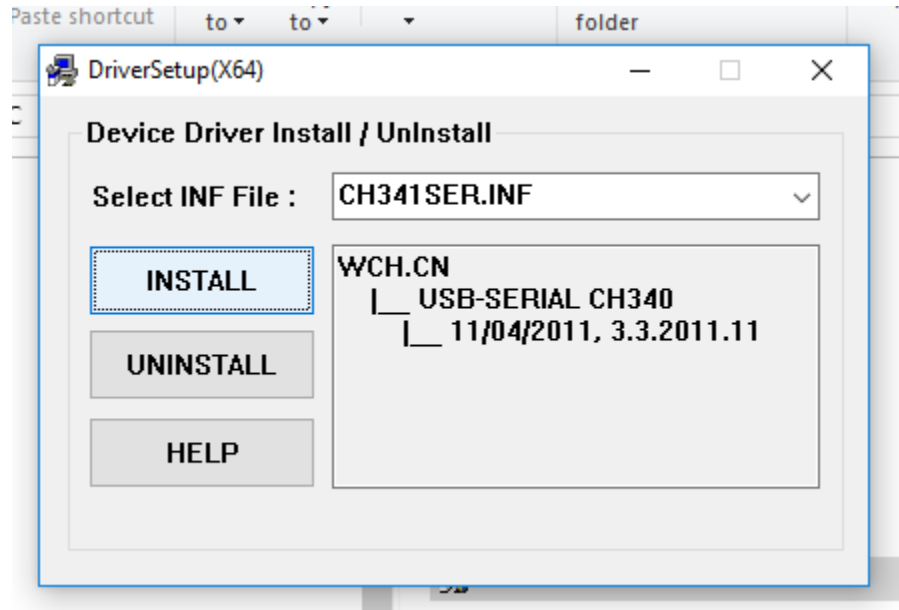 Paste shortcut
to
to
folder
DriverSetup(X64)
C
Device Driver Install / UnInstall
Select INF File :
CH341SER.INF
INSTALL
WCH.CN
|__ USB-SERIAL CH340
|__ 11/04/2011, 3.3.2011.11
UNINSTALL
HELP